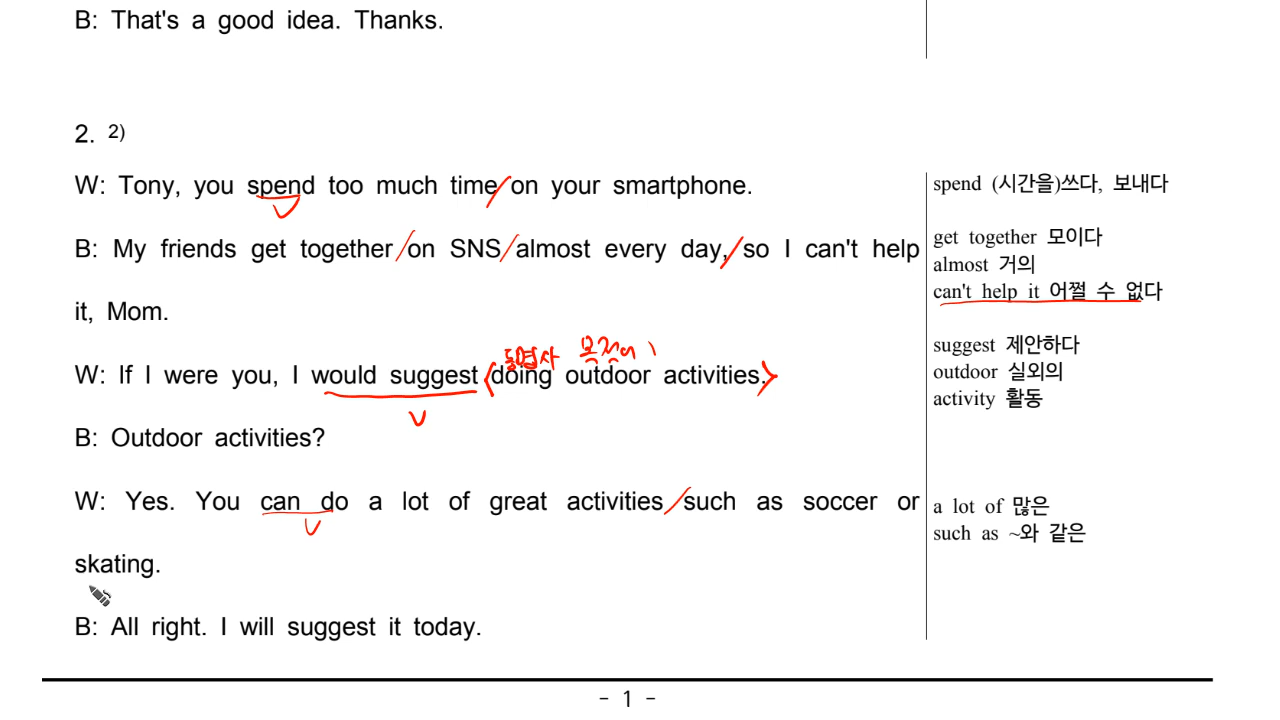 B: That's a good idea. Thanks.
2. 2)
W: Tony, you spend too much time on your smartphone.
B: My friends get together on SNS almost every day, so I can't help
it, Mom.
동명사 목적어
W: If I were you, I would suggest doing outdoor activities.
B: Outdoor activities?
W: Yes. You can do a lot of great activities such as soccer or
skating.
B: All right. I will suggest it today.
spend (시간을)쓰다, 보내다
get together 모이다
almost 거의
can't help it 어쩔 수 없다
suggest 제안하다
outdoor 실외의
activity 활동
a lot of 많은
such as ~와 같은
- 1 -